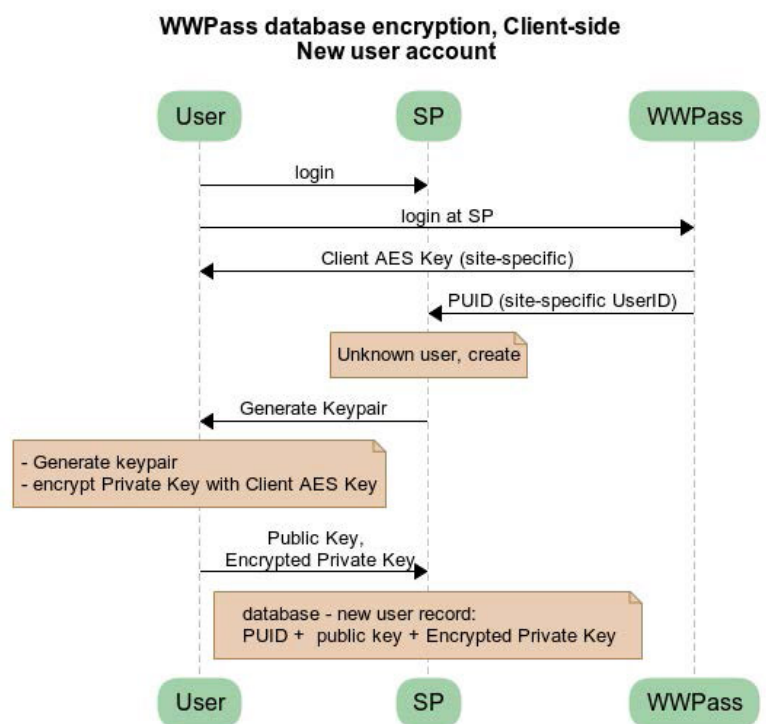 WWPass database encryption, Client-side
New user account
User SP WWPass
login
login at SP
Client AES Key (site-specific)
PUID (site-specific UserID)
Unknown user, create
Generate Keypair
- Generate keypair
- encrypt Private Key with Client AES Key
Public Key,
Encrypted Private Key
database - new user record:
PUID + public key + Encrypted Private Key
User SP WWPass